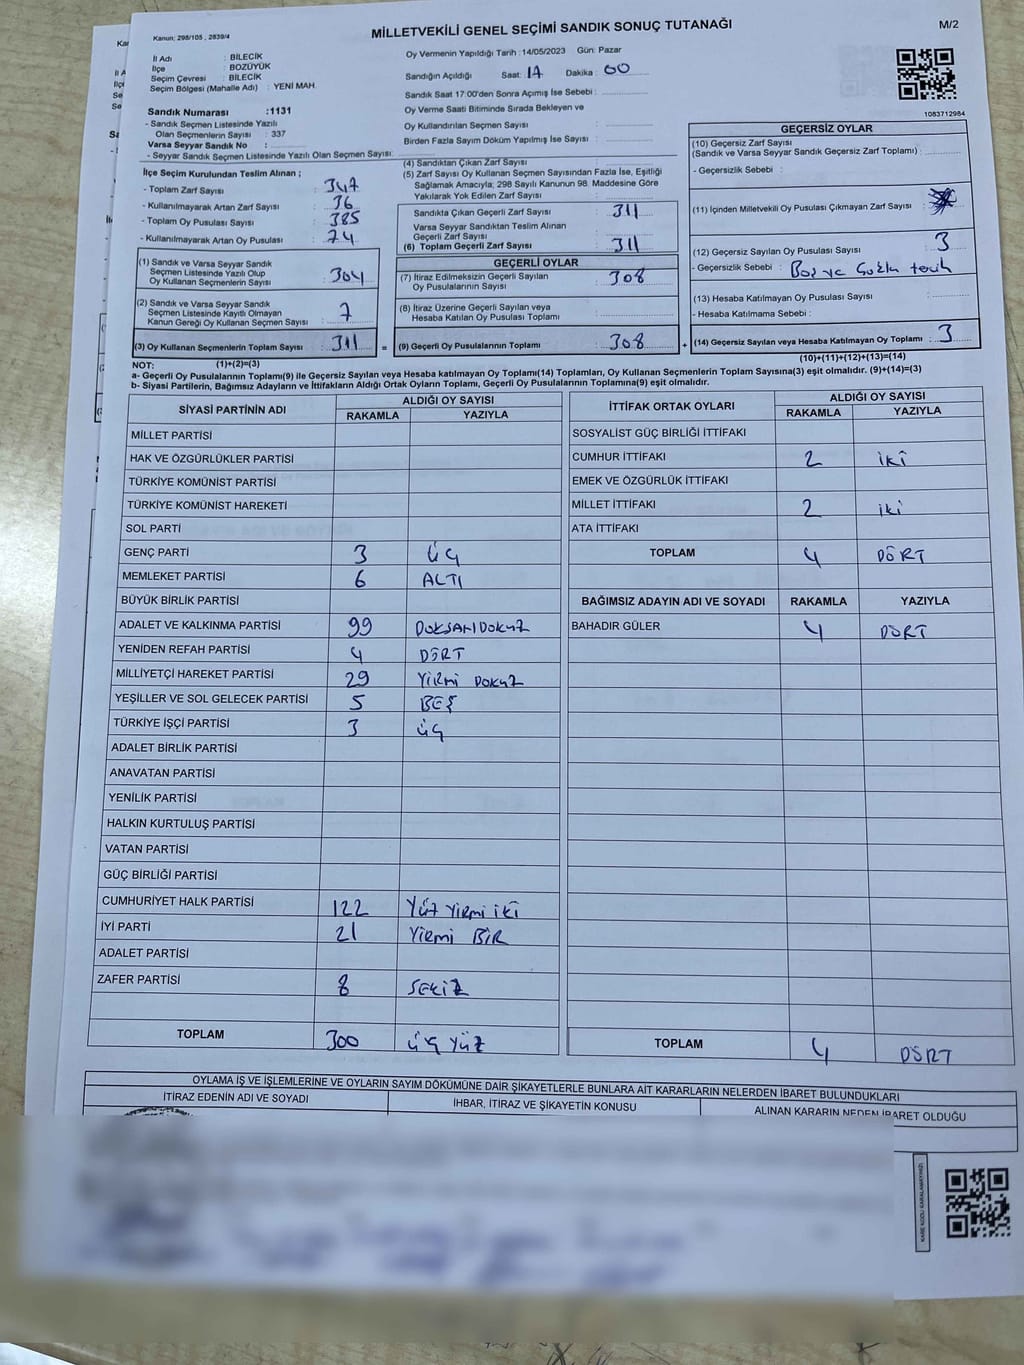 Kanun; 298/105 , 2839/4
MİLLETVEKİLİ GENEL SEÇİMİ SANDIK SONUÇ TUTANAĞI
M/2
İl Adı : BİLECİK
İlçe : BOZÜYÜK
Seçim Çevresi : BİLECİK
Seçim Bölgesi (Mahalle Adı) : YENİ MAH.
Sandık Numarası :1131
- Sandık Seçmen Listesinde Yazılı
Olan Seçmenlerin Sayısı : 337
Varsa Seyyar Sandık No :
- Seyyar Sandık Seçmen Listesinde Yazılı Olan Seçmen Sayısı:
Oy Vermenin Yapıldığı Tarih :14/05/2023 Gün: Pazar
Sandığın Açıldığı Saat: 17 Dakika : 00
Sandık Saat 17:00'den Sonra Açımış İse Sebebi :
Oy Verme Saati Bitiminde Sırada Bekleyen ve
Oy Kullandırılan Seçmen Sayısı :
Birden Fazla Sayım Döküm Yapılmış İse Sayısı :
1083712984
İlçe Seçim Kurulundan Teslim Alınan ;
- Toplam Zarf Sayısı : 347
- Kullanılmayarak Artan Zarf Sayısı : 36
- Toplam Oy Pusulası Sayısı : 385
- Kullanılmayarak Artan Oy Pusulası : 74
(1) Sandık ve Varsa Seyyar Sandık
Seçmen Listesinde Yazılı Olup
Oy Kullanan Seçmenlerin Sayısı : 304
(2) Sandık ve Varsa Seyyar Sandık
Seçmen Listesinde Kayıtlı Olmayan
Kanun Gereği Oy Kullanan Seçmen Sayısı : 7
(3) Oy Kullanan Seçmenlerin Toplam Sayısı : 311
(4) Sandıktan Çıkan Zarf Sayısı :
(5) Zarf Sayısı Oy Kullanan Seçmen Sayısından Fazla İse, Eşitliği
Sağlamak Amacıyla; 298 Sayılı Kanunun 98. Maddesine Göre
Yakılarak Yok Edilen Zarf Sayısı :
Sandıkta Çıkan Geçerli Zarf Sayısı : 311
Varsa Seyyar Sandıktan Teslim Alınan
Geçerli Zarf Sayısı :
(6) Toplam Geçerli Zarf Sayısı : 311
GEÇERLİ OYLAR
(7) İtiraz Edilmeksizin Geçerli Sayılan
Oy Pusulalarının Sayısı : 308
(8) İtiraz Üzerine Geçerli Sayılan veya
Hesaba Katılan Oy Pusulası Toplamı :
= (9) Geçerli Oy Pusulalarının Toplamı : 308
GEÇERSİZ OYLAR
(10) Geçersiz Zarf Sayısı
(Sandık ve Varsa Seyyar Sandık Geçersiz Zarf Toplamı) :
- Geçersizlik Sebebi :
(11) İçinden Milletvekili Oy Pusulası Çıkmayan Zarf Sayısı :
(12) Geçersiz Sayılan Oy Pusulası Sayısı : 3
- Geçersizlik Sebebi : Boş ve Çoklu tercih
(13) Hesaba Katılmayan Oy Pusulası Sayısı :
- Hesaba Katılmama Sebebi :
+ (14) Geçersiz Sayılan veya Hesaba Katılmayan Oy Toplamı : 3
NOT: (1)+(2)=(3)
(10)+(11)+(12)+(13)=(14)
a- Geçerli Oy Pusulalarının Toplamı(9) ile Geçersiz Sayılan veya Hesaba katılmayan Oy Toplamı(14) Toplamları, Oy Kullanan Seçmenlerin Toplam Sayısına(3) eşit olmalıdır. (9)+(14)=(3)
b- Siyasi Partilerin, Bağımsız Adayların ve İttifakların Aldığı Ortak Oyların Toplamı, Geçerli Oy Pusulalarının Toplamına(9) eşit olmalıdır.
SİYASİ PARTİNİN ADI ALDIĞI OY SAYISI
RAKAMLA YAZIYLA
MİLLET PARTİSİ
HAK VE ÖZGÜRLÜKLER PARTİSİ
TÜRKİYE KOMÜNİST PARTİSİ
TÜRKİYE KOMÜNİST HAREKETİ
SOL PARTİ
GENÇ PARTİ 3 ÜÇ
MEMLEKET PARTİSİ 6 ALTI
BÜYÜK BİRLİK PARTİSİ
ADALET VE KALKINMA PARTİSİ 99 DOKSANDOKUZ
YENİDEN REFAH PARTİSİ 4 DÖRT
MİLLİYETÇİ HAREKET PARTİSİ 29 YİRMİ DOKUZ
YEŞİLLER VE SOL GELECEK PARTİSİ 5 BEŞ
TÜRKİYE İŞÇİ PARTİSİ 3 ÜÇ
ADALET BİRLİK PARTİSİ
ANAVATAN PARTİSİ
YENİLİK PARTİSİ
HALKIN KURTULUŞ PARTİSİ
VATAN PARTİSİ
GÜÇ BİRLİĞİ PARTİSİ
CUMHURİYET HALK PARTİSİ 122 YÜZ YİRMİ İKİ
İYİ PARTİ 21 YİRMİ BİR
ADALET PARTİSİ
ZAFER PARTİSİ 8 SEKİZ
TOPLAM 300 ÜÇ YÜZ
İTTİFAK ORTAK OYLARI ALDIĞI OY SAYISI
RAKAMLA YAZIYLA
SOSYALİST GÜÇ BİRLİĞİ İTTİFAKI
CUMHUR İTTİFAKI 2 İKİ
EMEK VE ÖZGÜRLÜK İTTİFAKI
MİLLET İTTİFAKI 2 iki
ATA İTTİFAKI
TOPLAM 4 DÖRT
BAĞIMSIZ ADAYIN ADI VE SOYADI RAKAMLA YAZIYLA
BAHADIR GÜLER 4 DÖRT
TOPLAM 4 DÖRT
OYLAMA İŞ VE İŞLEMLERİNE VE OYLARIN SAYIM DÖKÜMÜNE DAİR ŞİKAYETLERLE BUNLARA AİT KARARLARIN NELERDEN İBARET BULUNDUKLARI
İTİRAZ EDENİN ADI VE SOYADI İHBAR, İTİRAZ VE ŞİKAYETİN KONUSU ALINAN KARARIN NEDEN İBARET OLDUĞU
KARE KODU KARALAMAYINIZ!